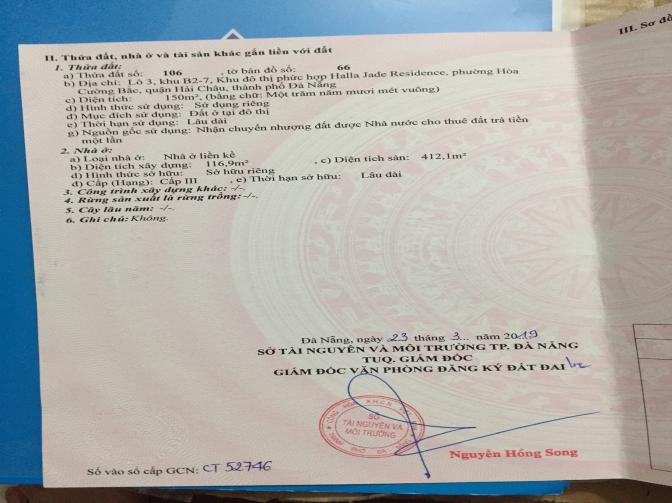 II. Thửa đất, nhà ở và tài sản khác gắn liền với đất
1. Thửa đất:
a) Thửa đất số: 106 , tờ bản đồ số: 66
b) Địa chỉ: Lô 3, khu B2-7, Khu đô thị phức hợp Halla Jade Residence, phường Hòa
Cường Bắc, quận Hải Châu, thành phố Đà Nẵng
c) Diện tích: 150m², (bằng chữ: Một trăm năm mươi mét vuông)
d) Hình thức sử dụng: Sử dụng riêng
đ) Mục đích sử dụng: Đất ở tại đô thị
e) Thời hạn sử dụng: Lâu dài
g) Nguồn gốc sử dụng: Nhận chuyển nhượng đất được Nhà nước cho thuê đất trả tiền
một lần
2. Nhà ở:
a) Loại nhà ở: Nhà ở liền kề
b) Diện tích xây dựng: 116,9m² , c) Diện tích sàn: 412,1m²
d) Hình thức sở hữu: Sở hữu riêng
đ) Cấp (Hạng): Cấp III , e) Thời hạn sở hữu: Lâu dài
3. Công trình xây dựng khác: -/-.
4. Rừng sản xuất là rừng trồng: -/-.
5. Cây lâu năm: -/-.
6. Ghi chú: Không.
III. Sơ đồ
Đà Nẵng, ngày 23 tháng 3... năm 2019
SỞ TÀI NGUYÊN VÀ MÔI TRƯỜNG TP. ĐÀ NẴNG
TUQ. GIÁM ĐỐC
GIÁM ĐỐC VĂN PHÒNG ĐĂNG KÝ ĐẤT ĐAI
SỞ
TÀI NGUYÊN VÀ
MÔI TRƯỜNG
Nguyễn Hồng Song
Số vào sổ cấp GCN: CT 52746